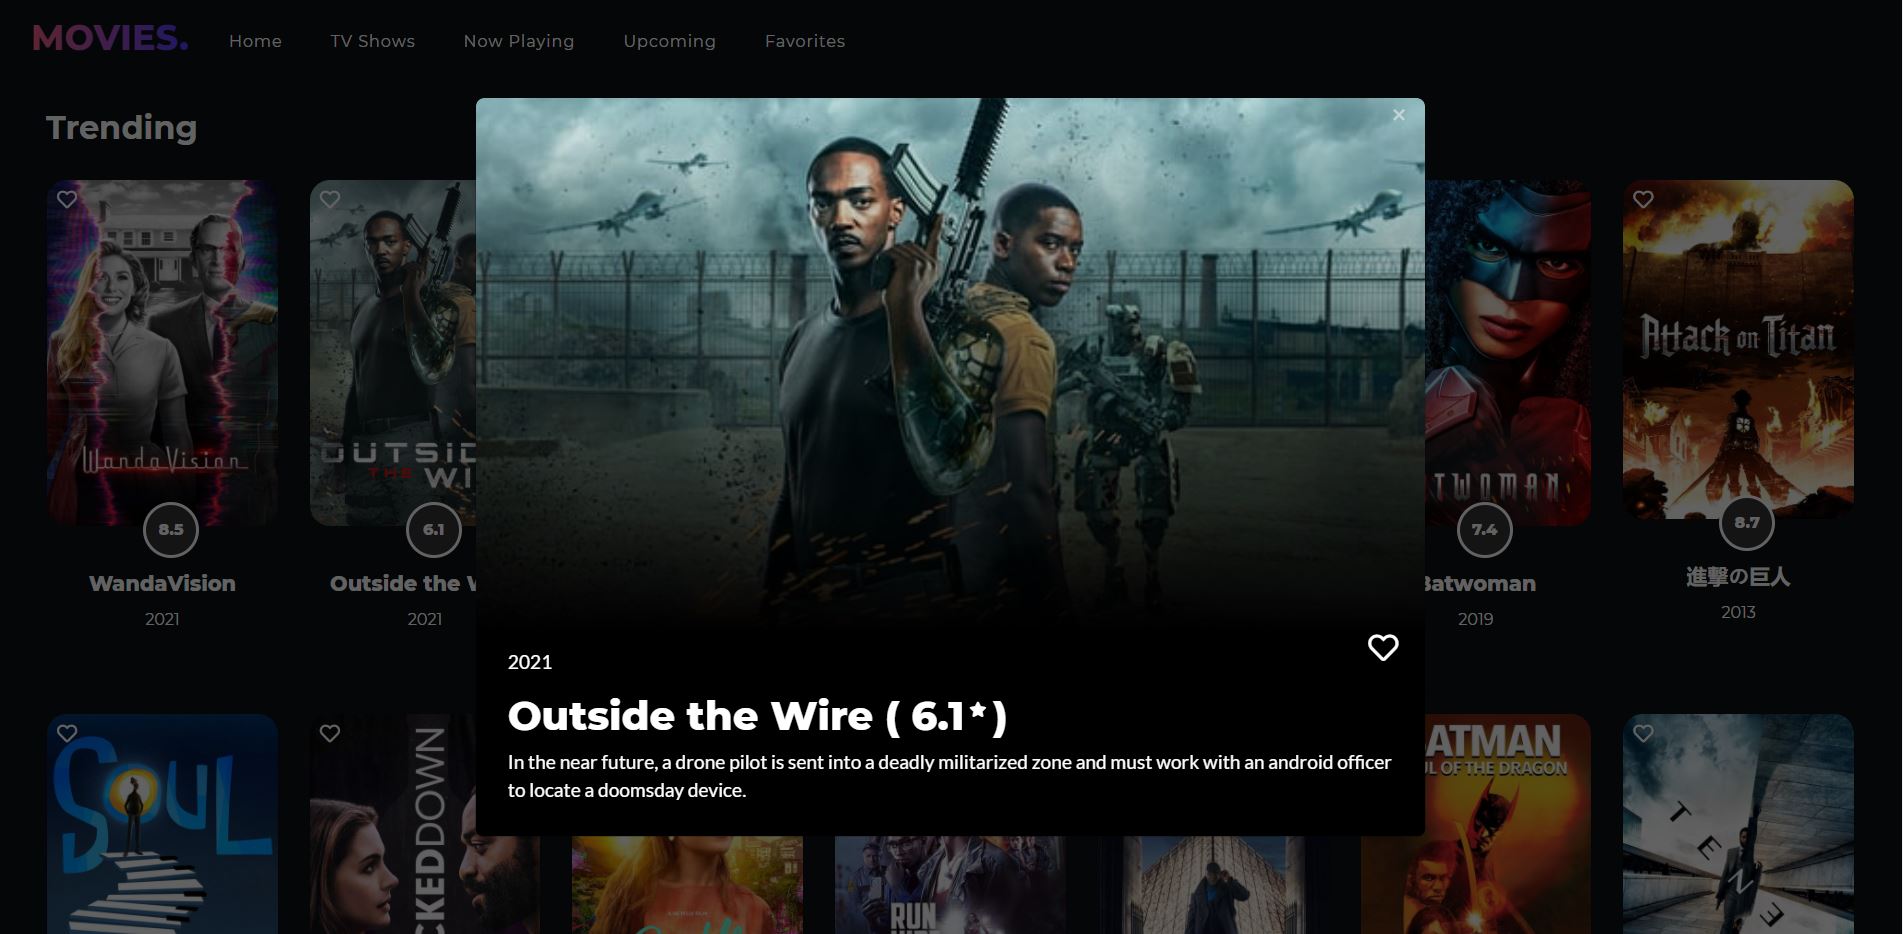 MOVIES.
Home
TV Shows
Now Playing
Upcoming
Favorites
Trending
WandaVision
8.5
WandaVision
2021
OUTSID
THE WI
6.1
Outside the W
2021
2021
Outside the Wire ( 6.1 ★ )
In the near future, a drone pilot is sent into a deadly militarized zone and must work with an android officer
to locate a doomsday device.
TWOMAN
7.4
Batwoman
2019
Attack on Titan
8.7
進撃の巨人
2013
SOUL
CKEDDOWN
A NETFLIX FILM
RUN
ATMAN
UL OF THE DRAGON
TENE